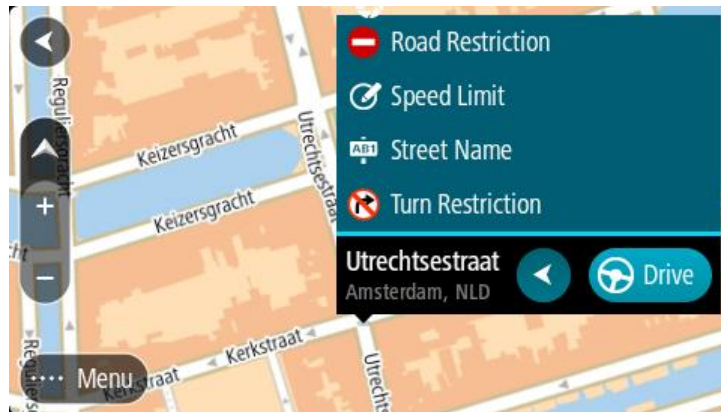 Road Restriction
Speed Limit
AB1 Street Name
Turn Restriction
Utrechtsestraat
Amsterdam, NLD
Drive
Reguliersgracht
Keizersgracht
Utrechtsestraat
Keizersgracht
+
−
Kerkstraat
Kerkstraat
Menu